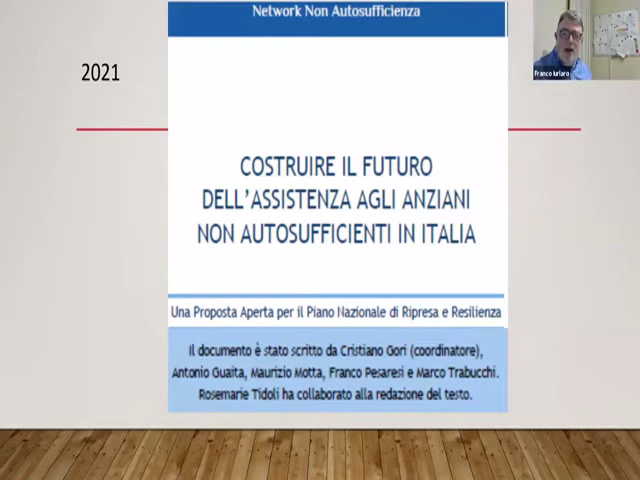 Network Non Autosufficienza
2021
Franco Iurlaro
COSTRUIRE IL FUTURO
DELL'ASSISTENZA AGLI ANZIANI
NON AUTOSUFFICIENTI IN ITALIA
Una Proposta Aperta per il Piano Nazionale di Ripresa e Resilienza
Il documento è stato scritto da Cristiano Gori (coordinatore),
Antonio Guaita, Maurizio Motta, Franco Pesaresi e Marco Trabucchi.
Rosemarie Tidoli ha collaborato alla redazione del testo.